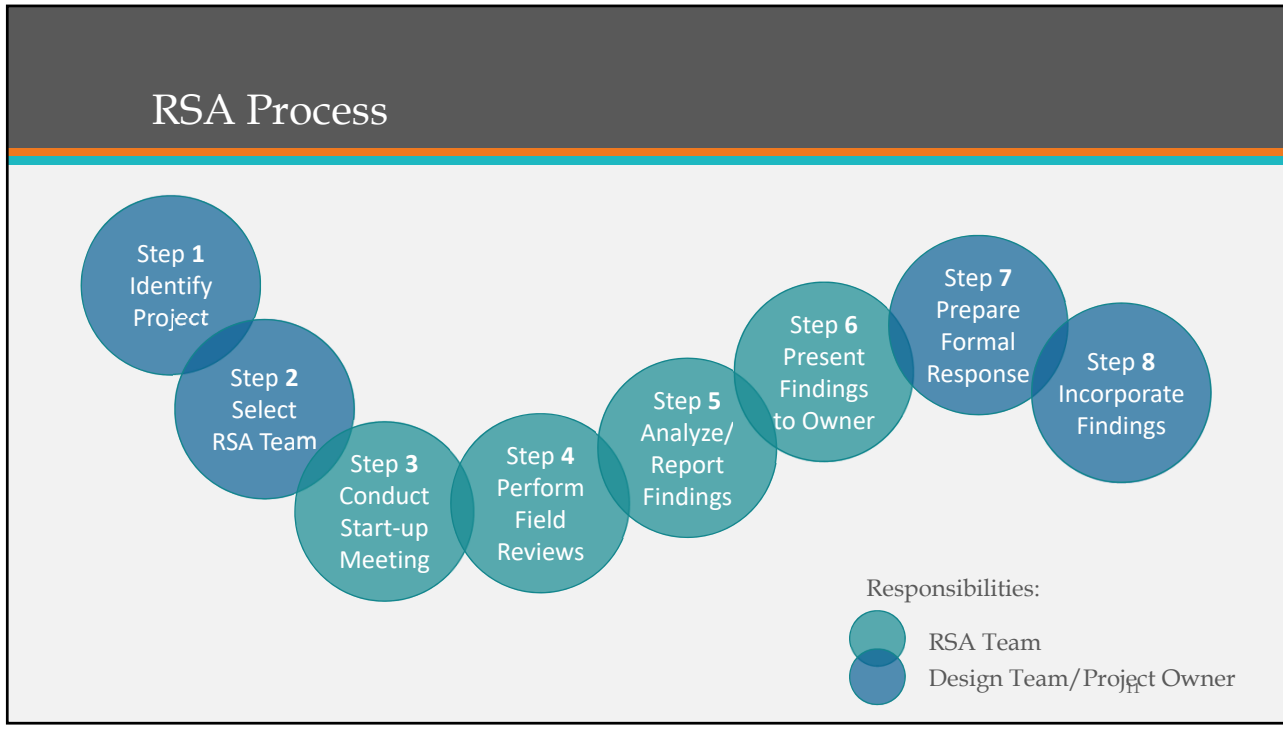 RSA Process
Step 1
Identify
Project
Step 2
Select
RSA Team
Step 3
Conduct
Start-up
Meeting
Step 4
Perform
Field
Reviews
Step 5
Analyze/
Report
Findings
Step 6
Present
Findings
to Owner
Step 7
Prepare
Formal
Response
Step 8
Incorporate
Findings
Responsibilities:
RSA Team
Design Team/Project Owner
11